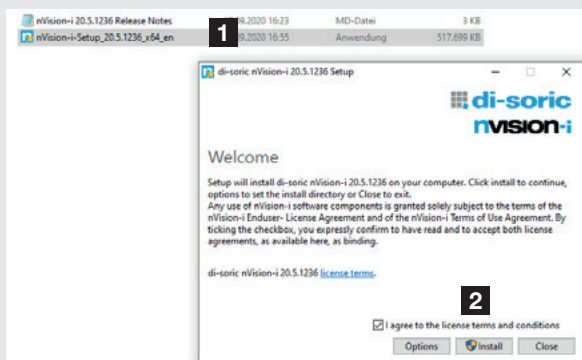 nVision-i 20.5.1236 Release Notes .09.2020 16:23 MD-Datei 3 KB
nVision-i-Setup_20.5.1236_x64_en 1 .09.2020 16:55 Anwendung 517.699 KB
di-soric nVision-i 20.5.1236 Setup
di-soric
nvision-i
Welcome
Setup will install di-soric nVision-i 20.5.1236 on your computer. Click install to continue,
options to set the install directory or Close to exit.
Any use of nVision-i software components is granted solely subject to the terms of the
nVision-i Enduser- License Agreement and of the nVision-i Terms of Use Agreement. By
ticking the checkbox, you expressly confirm to have read and to accept both license
agreements, as available here, as binding.
di-soric nVision-i 20.5.1236 license terms.
2
I agree to the license terms and conditions
Options Install Close